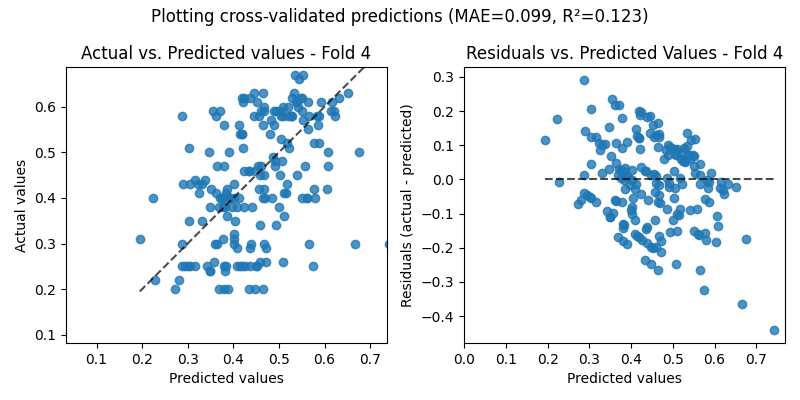 Plotting cross-validated predictions (MAE=0.099, R²=0.123)
Actual vs. Predicted values - Fold 4
Actual values
0.6
0.5
0.4
0.3
0.2
0.1
0.1 0.2 0.3 0.4 0.5 0.6 0.7
Predicted values
Residuals vs. Predicted Values - Fold 4
Residuals (actual - predicted)
0.3
0.2
0.1
0.0
−0.1
−0.2
−0.3
−0.4
0.0 0.1 0.2 0.3 0.4 0.5 0.6 0.7
Predicted values